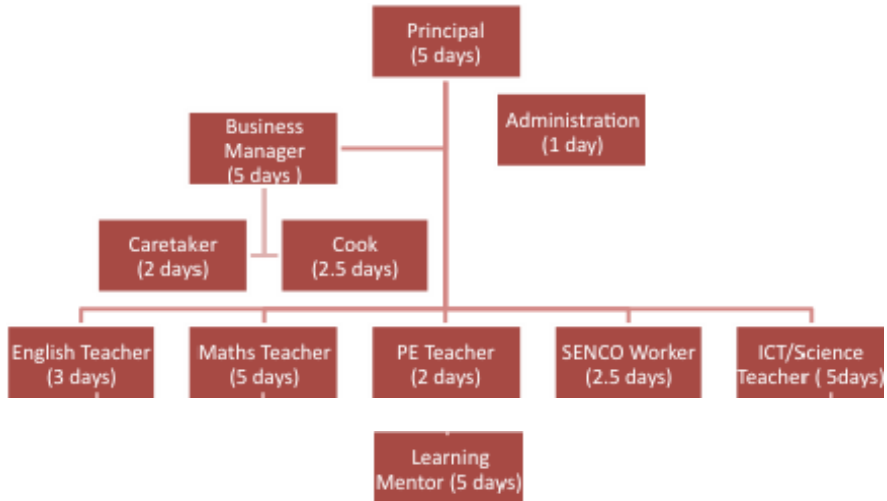 Principal
(5 days)
Administration
(1 day)
Business
Manager
(5 days )
Caretaker
(2 days)
Cook
(2.5 days)
English Teacher
(3 days)
Maths Teacher
(5 days)
PE Teacher
(2 days)
SENCO Worker
(2.5 days)
ICT/Science
Teacher ( 5days)
Learning
Mentor (5 days)